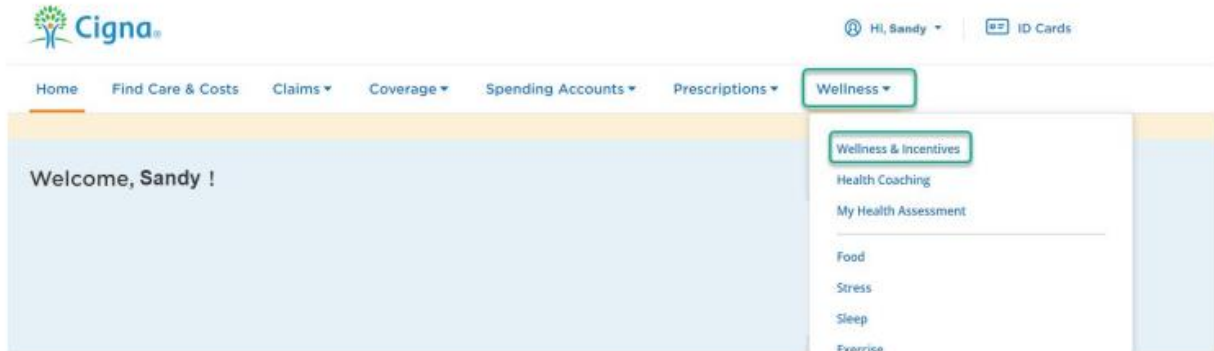 Cigna®
Hi, Sandy
ID Cards
Home Find Care & Costs Claims Coverage Spending Accounts Prescriptions Wellness
Wellness & Incentives
Welcome, Sandy !
Health Coaching
My Health Assessment
Food
Stress
Sleep
Exercise